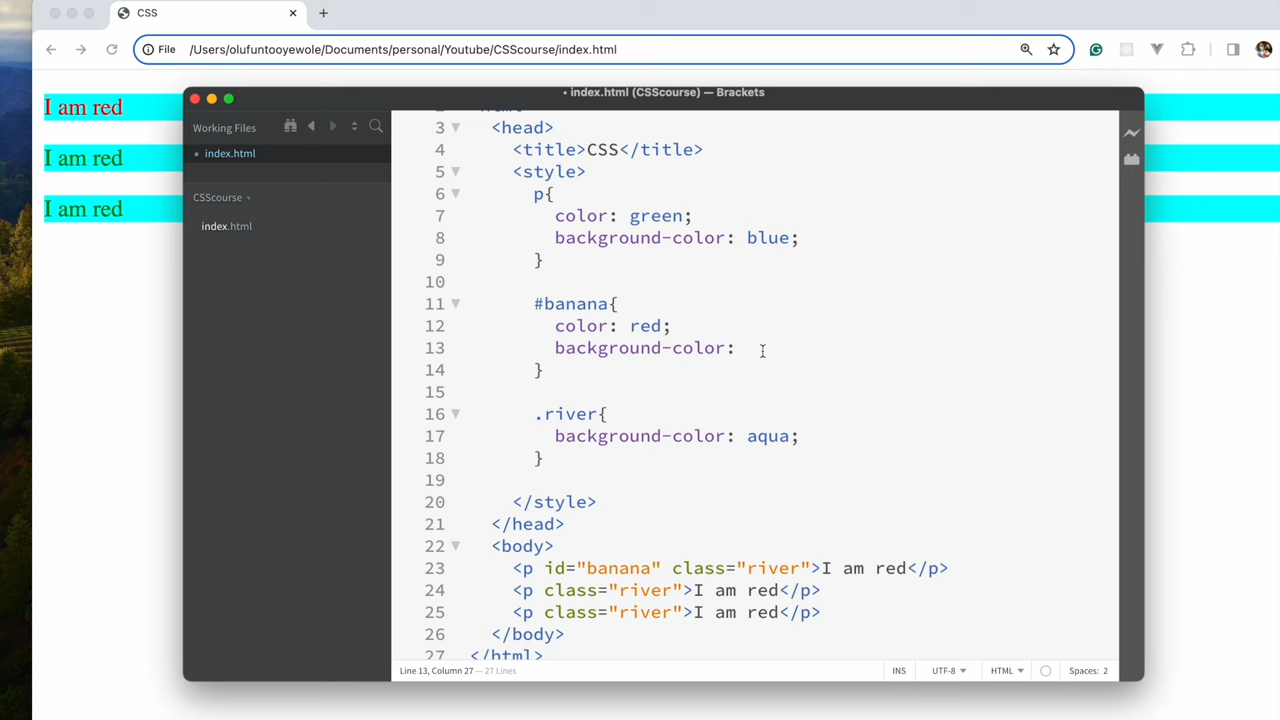 CSS
File /Users/olufuntooyewole/Documents/personal/Youtube/CSScourse/index.html
I am red
I am red
I am red
• index.html (CSScourse) — Brackets
Working Files
• index.html
CSScourse
index.html
3 <head>
4 <title>CSS</title>
5 <style>
6 p{
7 color: green;
8 background-color: blue;
9 }
10
11 #banana{
12 color: red;
13 background-color:
14 }
15
16 .river{
17 background-color: aqua;
18 }
19
20 </style>
21 </head>
22 <body>
23 <p id="banana" class="river">I am red</p>
24 <p class="river">I am red</p>
25 <p class="river">I am red</p>
26 </body>
27 </html>
Line 13, Column 27 — 27 Lines
INS UTF-8 HTML Spaces: 2